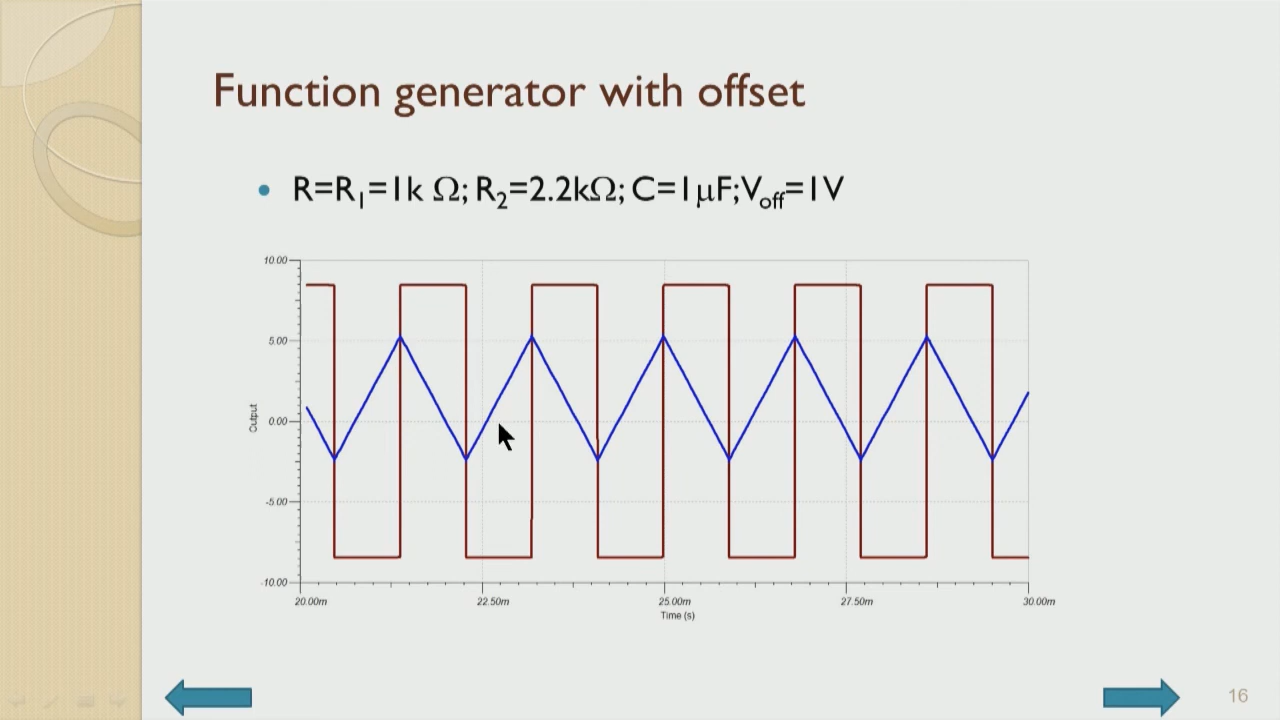 Function generator with offset
• R=R₁=1k Ω; R₂=2.2kΩ; C=1μF;Vₒff=1V
10.00
5.00
0.00
-5.00
-10.00
Output
20.00m 22.50m 25.00m 27.50m 30.00m
Time (s)
16